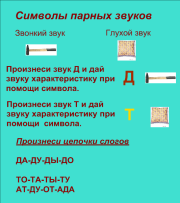 Символы парных звуков
Звонкий звук Глухой звук
Произнеси звук Д и дай
звуку характеристику при
помощи символа.
Д
Произнеси звук Т и дай
звуку характеристику при
помощи символа.
Т
Произнеси цепочки слогов
ДА-ДУ-ДЫ-ДО
ТО-ТА-ТЫ-ТУ
АТ-ДУ-ОТ-АДА